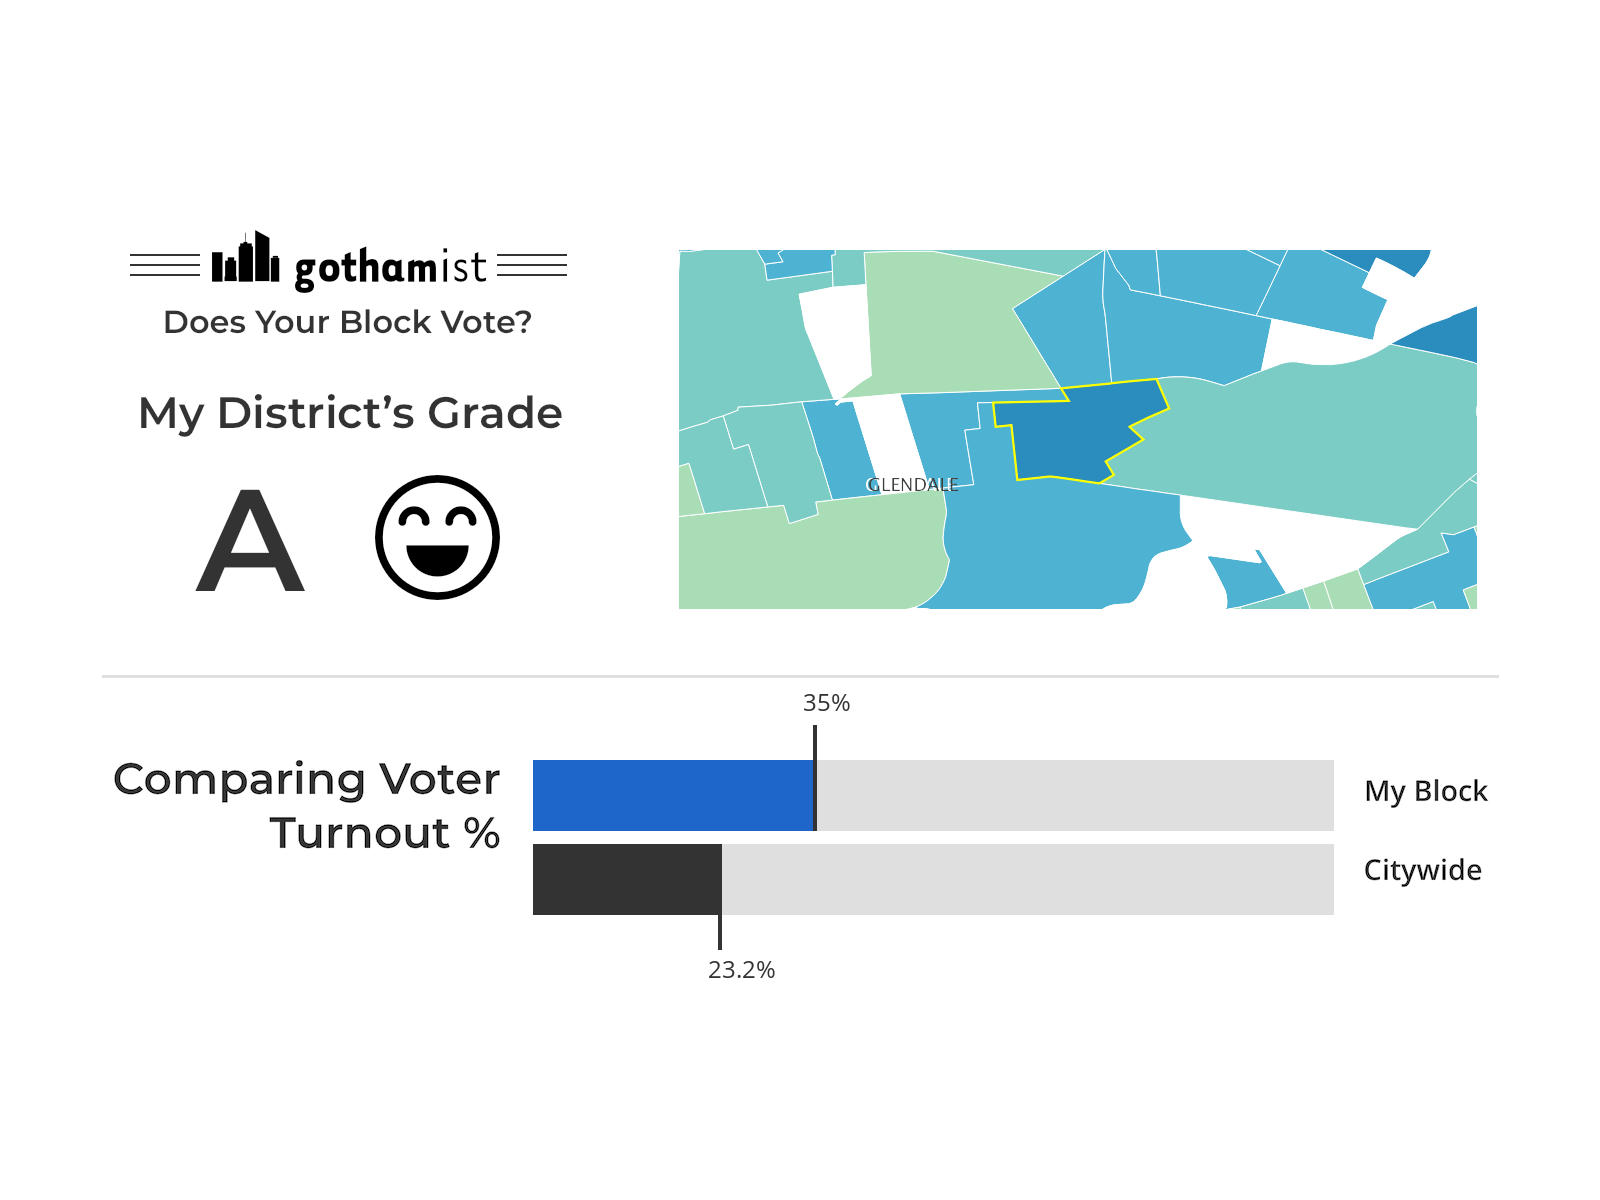 gothamist
Does Your Block Vote?
My District’s Grade
A
GLENDALE
35%
Comparing Voter
Turnout %
My Block
Citywide
23.2%